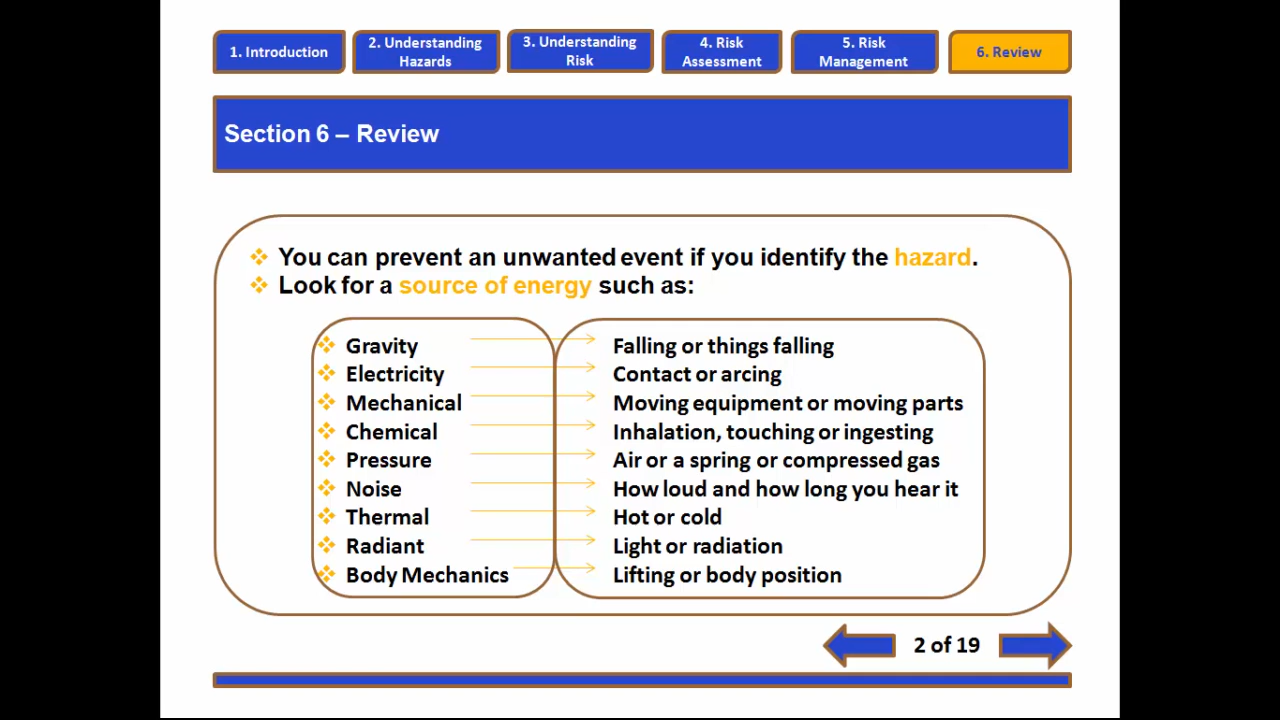 1. Introduction
2. Understanding
Hazards
3. Understanding
Risk
4. Risk
Assessment
5. Risk
Management
6. Review
Section 6 – Review
You can prevent an unwanted event if you identify the hazard.
Look for a source of energy such as:
Gravity Falling or things falling
Electricity Contact or arcing
Mechanical Moving equipment or moving parts
Chemical Inhalation, touching or ingesting
Pressure Air or a spring or compressed gas
Noise How loud and how long you hear it
Thermal Hot or cold
Radiant Light or radiation
Body Mechanics Lifting or body position
2 of 19